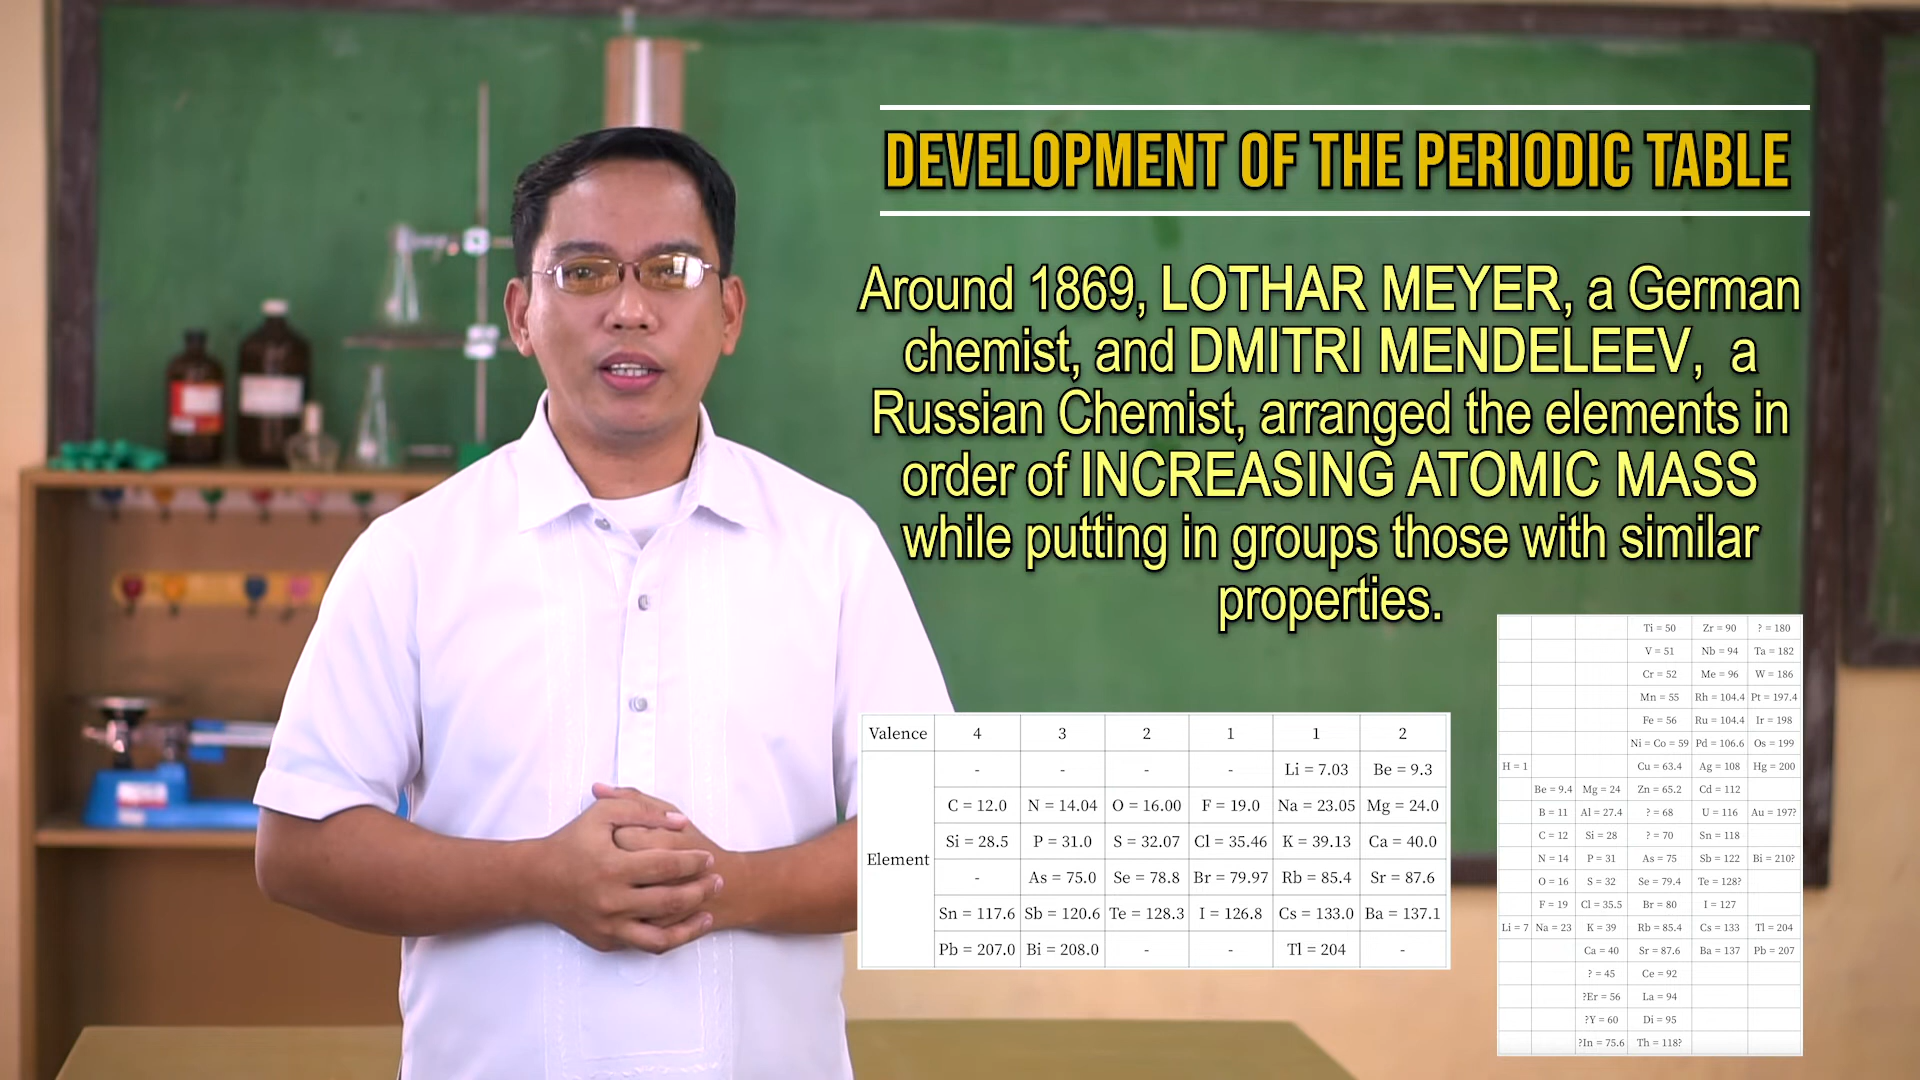 DEVELOPMENT OF THE PERIODIC TABLE
Around 1869, LOTHAR MEYER, a German
chemist, and DMITRI MENDELEEV, a
Russian Chemist, arranged the elements in
order of INCREASING ATOMIC MASS
while putting in groups those with similar
properties.
Valence 4 3 2 1 1 2
Element
- - - - Li = 7.03 Be = 9.3
C = 12.0 N = 14.04 O = 16.00 F = 19.0 Na = 23.05 Mg = 24.0
Si = 28.5 P = 31.0 S = 32.07 Cl = 35.46 K = 39.13 Ca = 40.0
- As = 75.0 Se = 78.8 Br = 79.97 Rb = 85.4 Sr = 87.6
Sn = 117.6 Sb = 120.6 Te = 128.3 I = 126.8 Cs = 133.0 Ba = 137.1
Pb = 207.0 Bi = 208.0 - - Tl = 204 -
Ti = 50 Zr = 90 ? = 180
V = 51 Nb = 94 Ta = 182
Cr = 52 Me = 96 W = 186
Mn = 55 Rh = 104.4 Pt = 197.4
Fe = 56 Ru = 104.4 Ir = 198
Ni = Co = 59 Pd = 106.6 Os = 199
H = 1 Cu = 63.4 Ag = 108 Hg = 200
Be = 9.4 Mg = 24 Zn = 65.2 Cd = 112
B = 11 Al = 27.4 ? = 68 U = 116 Au = 197?
C = 12 Si = 28 ? = 70 Sn = 118
N = 14 P = 31 As = 75 Sb = 122 Bi = 210?
O = 16 S = 32 Se = 79.4 Te = 128?
F = 19 Cl = 35.5 Br = 80 I = 127
Li = 7 Na = 23 K = 39 Rb = 85.4 Cs = 133 Tl = 204
Ca = 40 Sr = 87.6 Ba = 137 Pb = 207
? = 45 Ce = 92
?Er = 56 La = 94
?Y = 60 Di = 95
?In = 75.6 Th = 118?